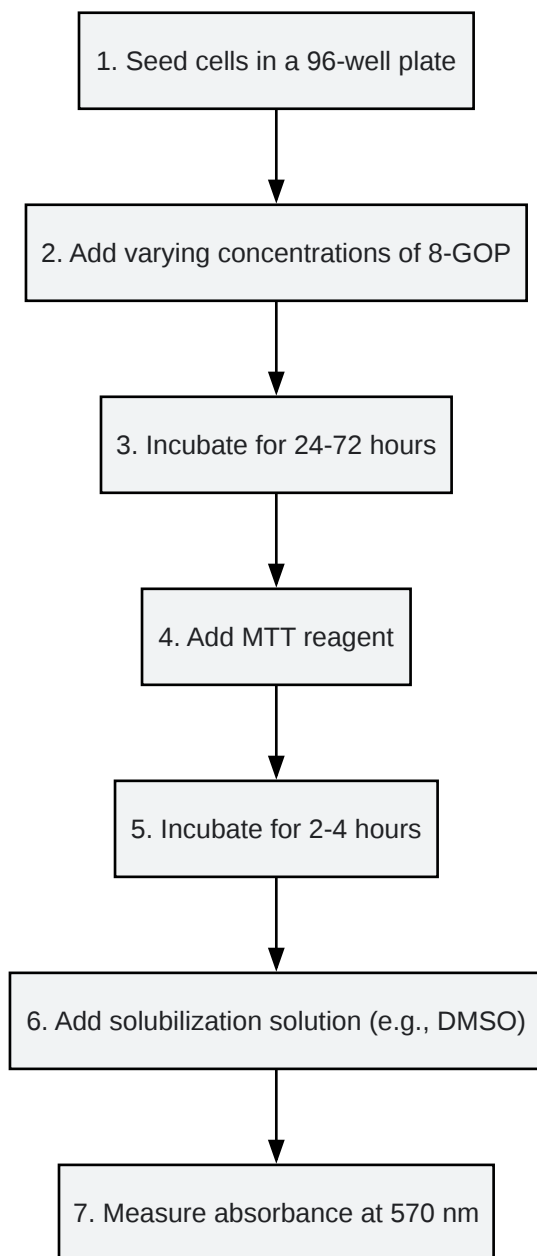 1. Seed cells in a 96-well plate
2. Add varying concentrations of 8-GOP
3. Incubate for 24-72 hours
4. Add MTT reagent
5. Incubate for 2-4 hours
6. Add solubilization solution (e.g., DMSO)
7. Measure absorbance at 570 nm